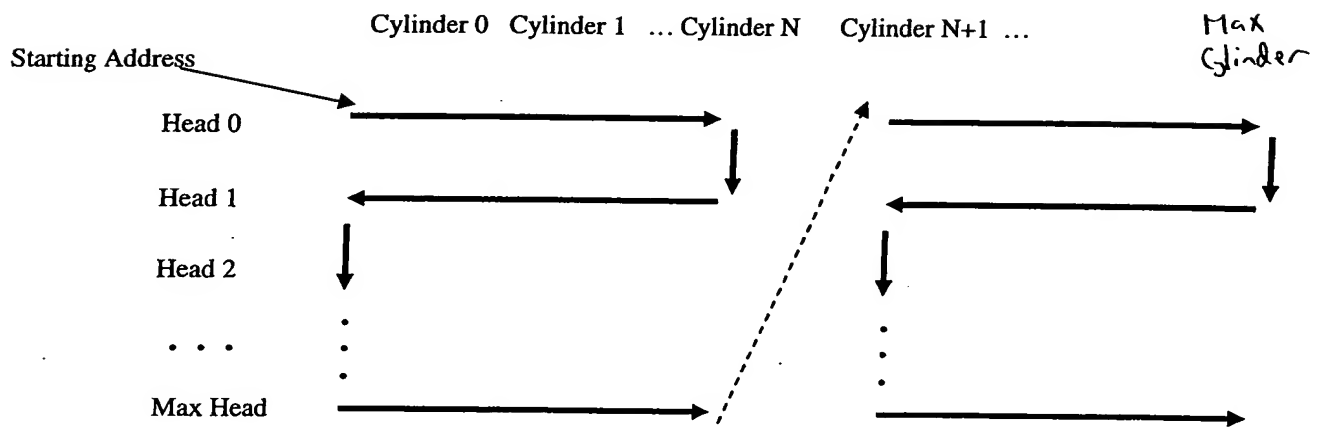 Cylinder 0 Cylinder 1 ... Cylinder N Cylinder N+1 ... Max Cylinder
Starting Address
Head 0
Head 1
Head 2
. . .
Max Head